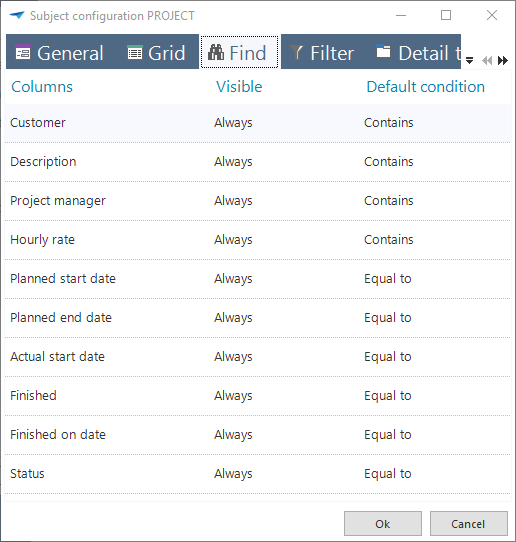 Subject configuration PROJECT
General Grid Find Filter Detail t
Columns Visible Default condition
Customer Always Contains
Description Always Contains
Project manager Always Contains
Hourly rate Always Contains
Planned start date Always Equal to
Planned end date Always Equal to
Actual start date Always Equal to
Finished Always Equal to
Finished on date Always Equal to
Status Always Equal to
Ok Cancel